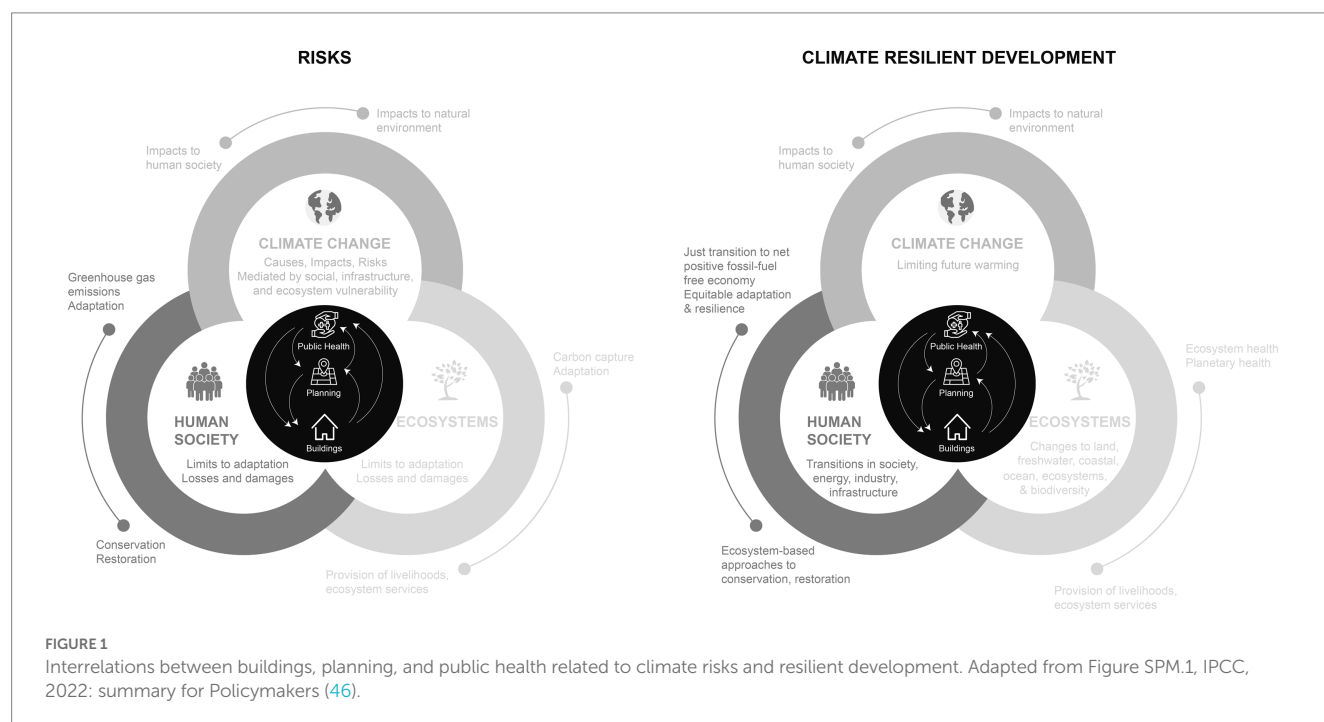 RISKS
Impacts to natural
environment
Impacts to
human society
CLIMATE CHANGE
Causes, Impacts, Risks
Mediated by social, infrastructure,
and ecosystem vulnerability
Greenhouse gas
emissions
Adaptation
Public Health
Planning
Buildings
Carbon capture
Adaptation
HUMAN
SOCIETY
Limits to adaptation
Losses and damages
ECOSYSTEMS
Limits to adaptation
Losses and damages
Conservation
Restoration
Provision of livelihoods,
ecosystem services
CLIMATE RESILIENT DEVELOPMENT
Impacts to natural
environment
Impacts to
human society
CLIMATE CHANGE
Limiting future warming
Just transition to net
positive fossil-fuel
free economy
Equitable adaptation
& resilience
Public Health
Planning
Buildings
Ecosystem health
Planetary health
HUMAN
SOCIETY
Transitions in society,
energy, industry,
infrastructure
ECOSYSTEMS
Changes to land,
freshwater, coastal,
ocean, ecosystems,
& biodiversity
Ecosystem-based
approaches to
conservation, restoration
Provision of livelihoods,
ecosystem services
FIGURE 1
Interrelations between buildings, planning, and public health related to climate risks and resilient development. Adapted from Figure SPM.1, IPCC,
2022: summary for Policymakers (46).